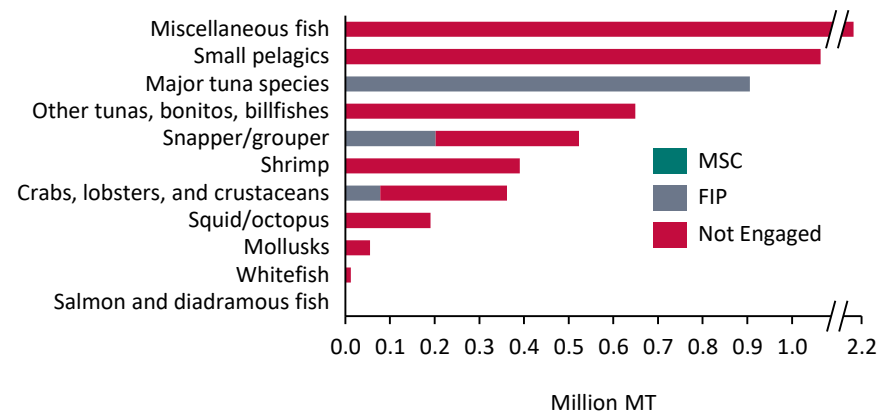 Miscellaneous fish
Small pelagics
Major tuna species
Other tunas, bonitos, billfishes
Snapper/grouper
Shrimp
Crabs, lobsters, and crustaceans
Squid/octopus
Mollusks
Whitefish
Salmon and diadramous fish
MSC
FIP
Not Engaged
0.0 0.1 0.2 0.3 0.4 0.5 0.6 0.7 0.8 0.9 1.0 2.2
Million MT